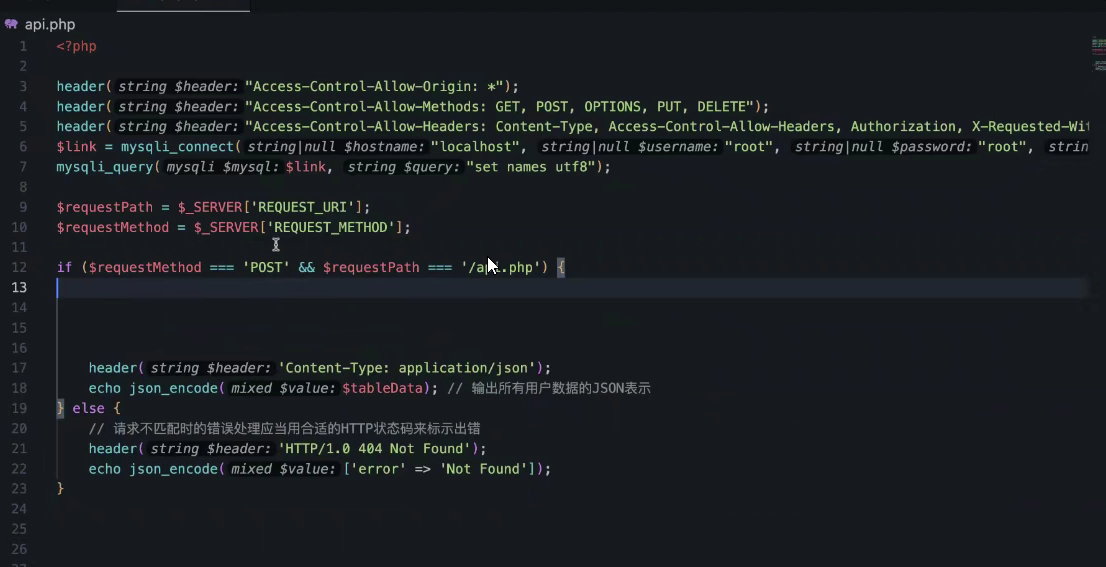 api.php
1 <?php
2
3 header( string $header: "Access-Control-Allow-Origin: *");
4 header( string $header: "Access-Control-Allow-Methods: GET, POST, OPTIONS, PUT, DELETE");
5 header( string $header: "Access-Control-Allow-Headers: Content-Type, Access-Control-Allow-Headers, Authorization, X-Requested-Wit
6 $link = mysqli_connect( string|null $hostname: "localhost", string|null $username: "root", string|null $password: "root", strin
7 mysqli_query( mysqli $mysql: $link, string $query: "set names utf8");
8
9 $requestPath = $_SERVER['REQUEST_URI'];
10 $requestMethod = $_SERVER['REQUEST_METHOD'];
11
12 if ($requestMethod === 'POST' && $requestPath === '/api.php') {
13
14
15
16
17 header( string $header: 'Content-Type: application/json');
18 echo json_encode( mixed $value: $tableData); // 输出所有用户数据的JSON表示
19 } else {
20 // 请求不匹配时的错误处理应当用合适的HTTP状态码来标示出错
21 header( string $header: 'HTTP/1.0 404 Not Found');
22 echo json_encode( mixed $value: ['error' => 'Not Found']);
23 }
24
25
26